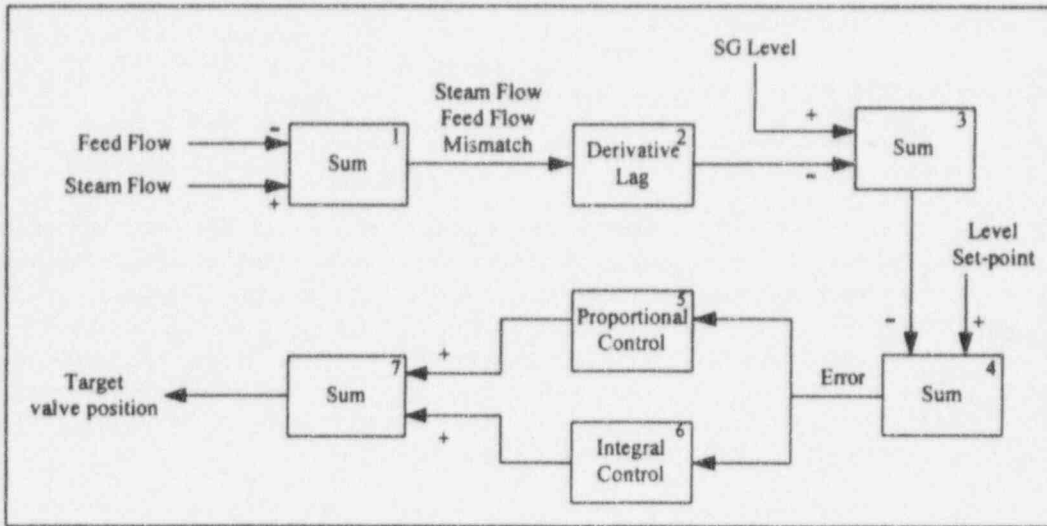 SG Level
Steam Flow
Feed Flow
Mismatch
+
3
Sum
-
Feed Flow
-
1
Sum
Steam Flow
+
2
Derivative
Lag
Level
Set-point
-
+
4
Sum
Error
5
Proportional
Control
6
Integral
Control
+
7
Sum
+
Target
valve position